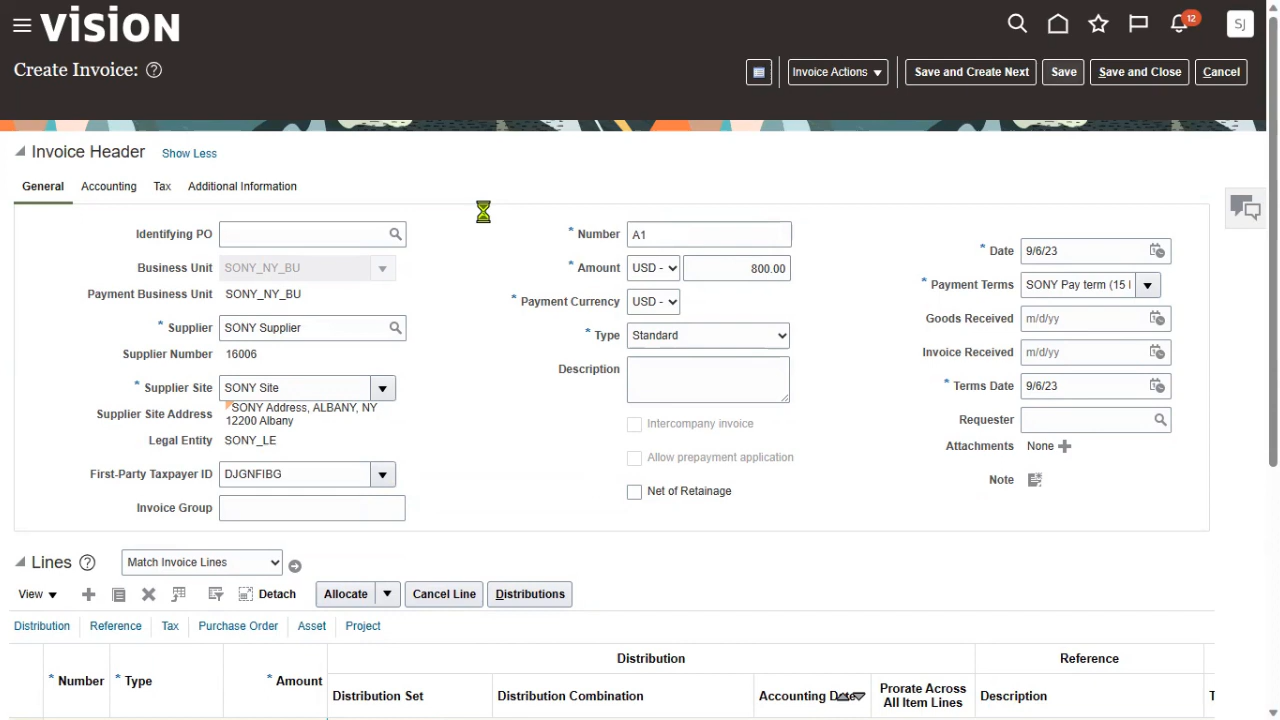 vision
12
SJ
Create Invoice:
Invoice Actions
Save and Create Next
Save
Save and Close
Cancel
Invoice Header
Show Less
General
Accounting
Tax
Additional Information
Identifying PO
Business Unit SONY_NY_BU
Payment Business Unit SONY_NY_BU
* Supplier SONY Supplier
Supplier Number 16006
* Supplier Site SONY Site
Supplier Site Address SONY Address, ALBANY, NY
12200 Albany
Legal Entity SONY_LE
First-Party Taxpayer ID DJGNFIBG
Invoice Group
* Number A1
* Amount USD - 800.00
* Payment Currency USD -
* Type Standard
Description
Intercompany invoice
Allow prepayment application
Net of Retainage
* Date 9/6/23
* Payment Terms SONY Pay term (15
Goods Received m/d/yy
Invoice Received m/d/yy
* Terms Date 9/6/23
Requester
Attachments None
Note
Lines
Match Invoice Lines
View
Detach
Allocate
Cancel Line
Distributions
Distribution
Reference
Tax
Purchase Order
Asset
Project
Distribution
Reference
* Number
* Type
* Amount
Distribution Set
Distribution Combination
Accounting Date
Prorate Across
All Item Lines
Description